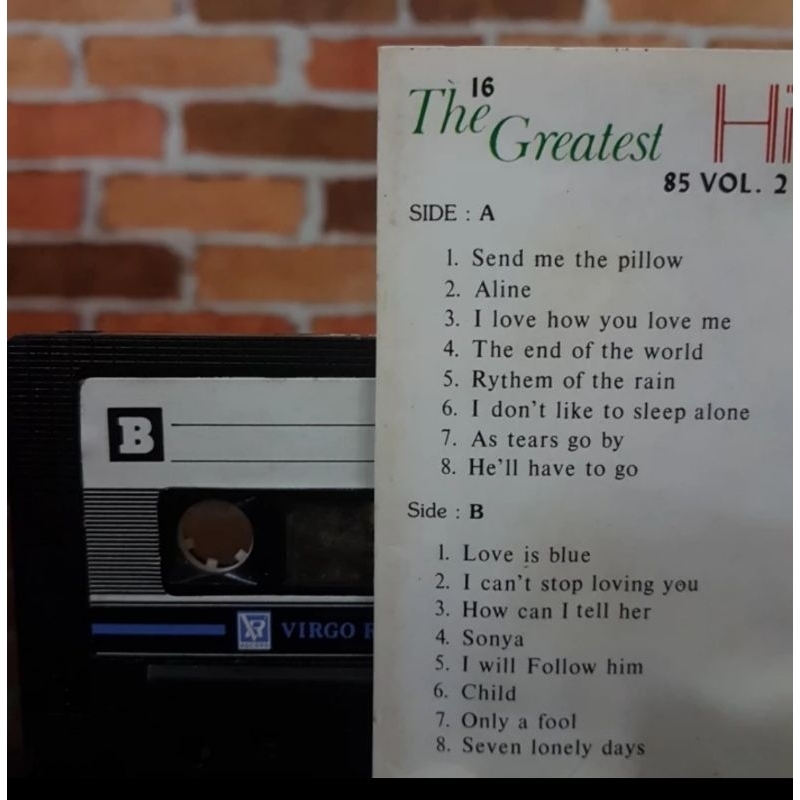 16
The Greatest Hi
85 VOL. 2
SIDE : A
1. Send me the pillow
2. Aline
3. I love how you love me
4. The end of the world
5. Rythem of the rain
6. I don't like to sleep alone
7. As tears go by
8. He'll have to go
Side : B
1. Love is blue
2. I can't stop loving you
3. How can I tell her
4. Sonya
5. I will Follow him
6. Child
7. Only a fool
8. Seven lonely days
B
VIRGO R